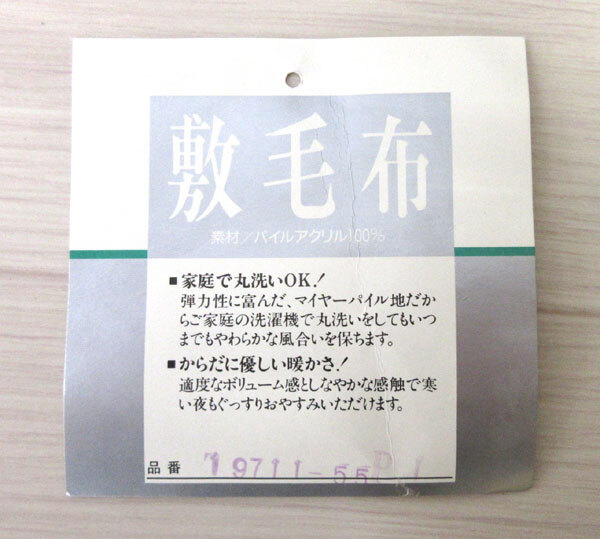 敷毛布
素材／パイルアクリル100%
■家庭で丸洗いOK!
弾力性に富んだ、マイヤーパイル地だか
らご家庭の洗濯機で丸洗いをしてもいつ
までもやわらかな風合いを保ちます。
■からだに優しい暖かさ!
適度なボリューム感としなやかな感触で寒
い夜もぐっすりおやすみいただけます。
品番 19711-55